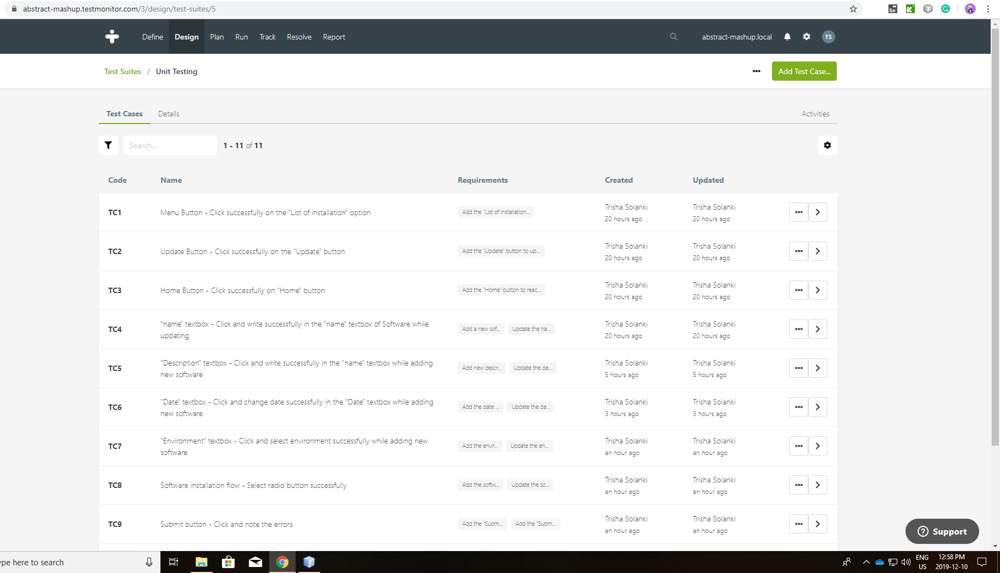 abstract-mashup.testmonitor.com/3/design/test-suites/5
Define Design Plan Run Track Resolve Report abstract-mashup.local TS
Test Suites / Unit Testing ••• Add Test Case...
Test Cases Details Activities
Search... 1 - 11 of 11
Code Name Requirements Created Updated
TC1 Menu Button - Click successfully on the "List of installation" option Add the "List of installation... Trisha Solanki Trisha Solanki
20 hours ago 20 hours ago
TC2 Update Button - Click successfully on the "Update" button Add the "Update" button to up... Trisha Solanki Trisha Solanki
20 hours ago 20 hours ago
TC3 Home Button - Click successfully on "Home" button Add the "Home" button to reac... Trisha Solanki Trisha Solanki
20 hours ago 20 hours ago
TC4 "name" textbox - Click and write successfully in the "name" textbox of Software while Add a new sof... Update the na... Trisha Solanki Trisha Solanki
updating 20 hours ago 20 hours ago
TC5 "Description" textbox - Click and write successfully in the "name" textbox while adding Add new descr... Update the de... Trisha Solanki Trisha Solanki
new software 5 hours ago 5 hours ago
TC6 "Date" textbox - Click and change date successfully in the "Date" textbox while adding Add the date ... Update the da... Trisha Solanki Trisha Solanki
new software 3 hours ago 3 hours ago
TC7 "Environment" textbox - Click and select environment successfully while adding new Add the envir... Update the en... Trisha Solanki Trisha Solanki
software an hour ago an hour ago
TC8 Software installation flow - Select radio button successfully Add the softw... Update the so... Trisha Solanki Trisha Solanki
an hour ago an hour ago
TC9 Submit button - Click and note the errors Add the "Subm... Add the "Subm... Trisha Solanki Trisha Solanki
an hour ago an hour ago
Support
ype here to search
ENG 12:58 PM
US 2019-12-10